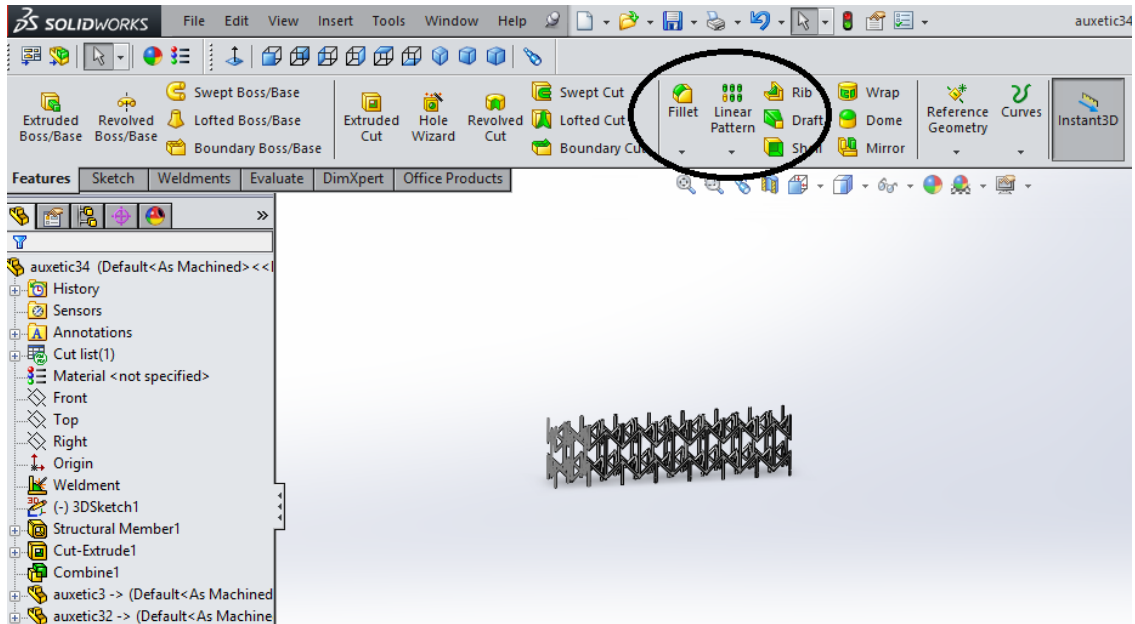 SOLIDWORKS File Edit View Insert Tools Window Help auxetic34
Swept Boss/Base Swept Cut Rib Wrap
Extruded Boss/Base Revolved Boss/Base Lofted Boss/Base Extruded Cut Hole Wizard Revolved Cut Lofted Cut Fillet Linear Pattern Draft Dome Reference Geometry Curves Instant3D
Boundary Boss/Base Boundary Cut Shell Mirror
Features Sketch Weldments Evaluate DimXpert Office Products
auxetic34 (Default<As Machined><<
History
Sensors
A Annotations
Cut list(1)
Material <not specified>
Front
Top
Right
Origin
Weldment
3D (-) 3DSketch1
Structural Member1
Cut-Extrude1
Combine1
auxetic3 -> (Default<As Machined
auxetic32 -> (Default<As Machine